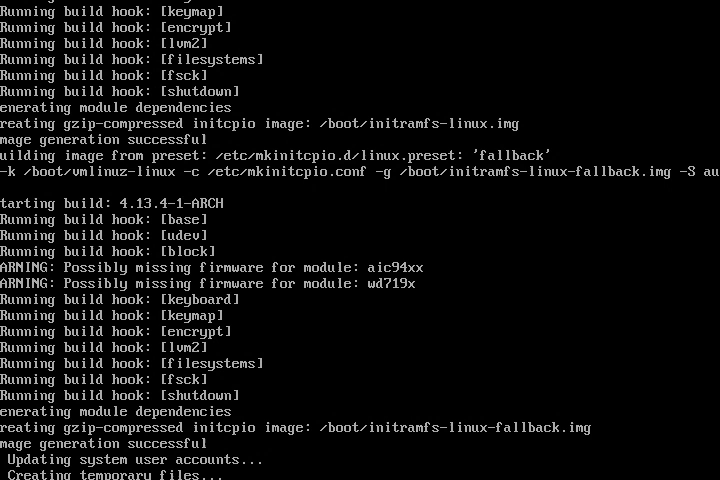 Running build hook: [keymap]
Running build hook: [encrypt]
Running build hook: [lvm2]
Running build hook: [filesystems]
Running build hook: [fsck]
Running build hook: [shutdown]
enerating module dependencies
reating gzip-compressed initcpio image: /boot/initramfs-linux.img
mage generation successful
uilding image from preset: /etc/mkinitcpio.d/linux.preset: 'fallback'
-k /boot/vmlinuz-linux -c /etc/mkinitcpio.conf -g /boot/initramfs-linux-fallback.img -S au
tarting build: 4.13.4-1-ARCH
Running build hook: [base]
Running build hook: [udev]
Running build hook: [block]
ARNING: Possibly missing firmware for module: aic94xx
ARNING: Possibly missing firmware for module: wd719x
Running build hook: [keyboard]
Running build hook: [keymap]
Running build hook: [encrypt]
Running build hook: [lvm2]
Running build hook: [filesystems]
Running build hook: [fsck]
Running build hook: [shutdown]
enerating module dependencies
reating gzip-compressed initcpio image: /boot/initramfs-linux-fallback.img
mage generation successful
Updating system user accounts...
Creating temporary files...